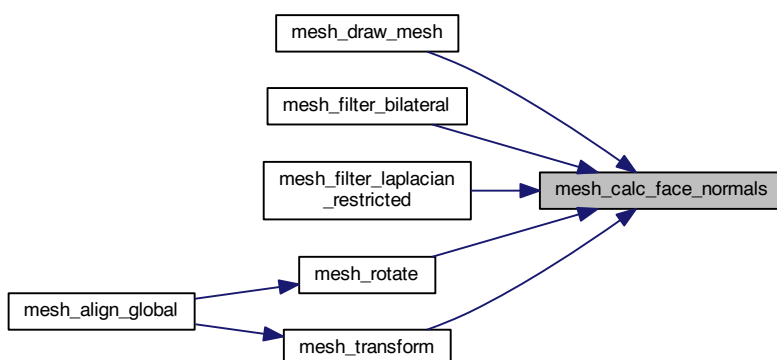 mesh_draw_mesh
mesh_filter_bilateral
mesh_filter_laplacian
_restricted
mesh_calc_face_normals
mesh_rotate
mesh_align_global
mesh_transform